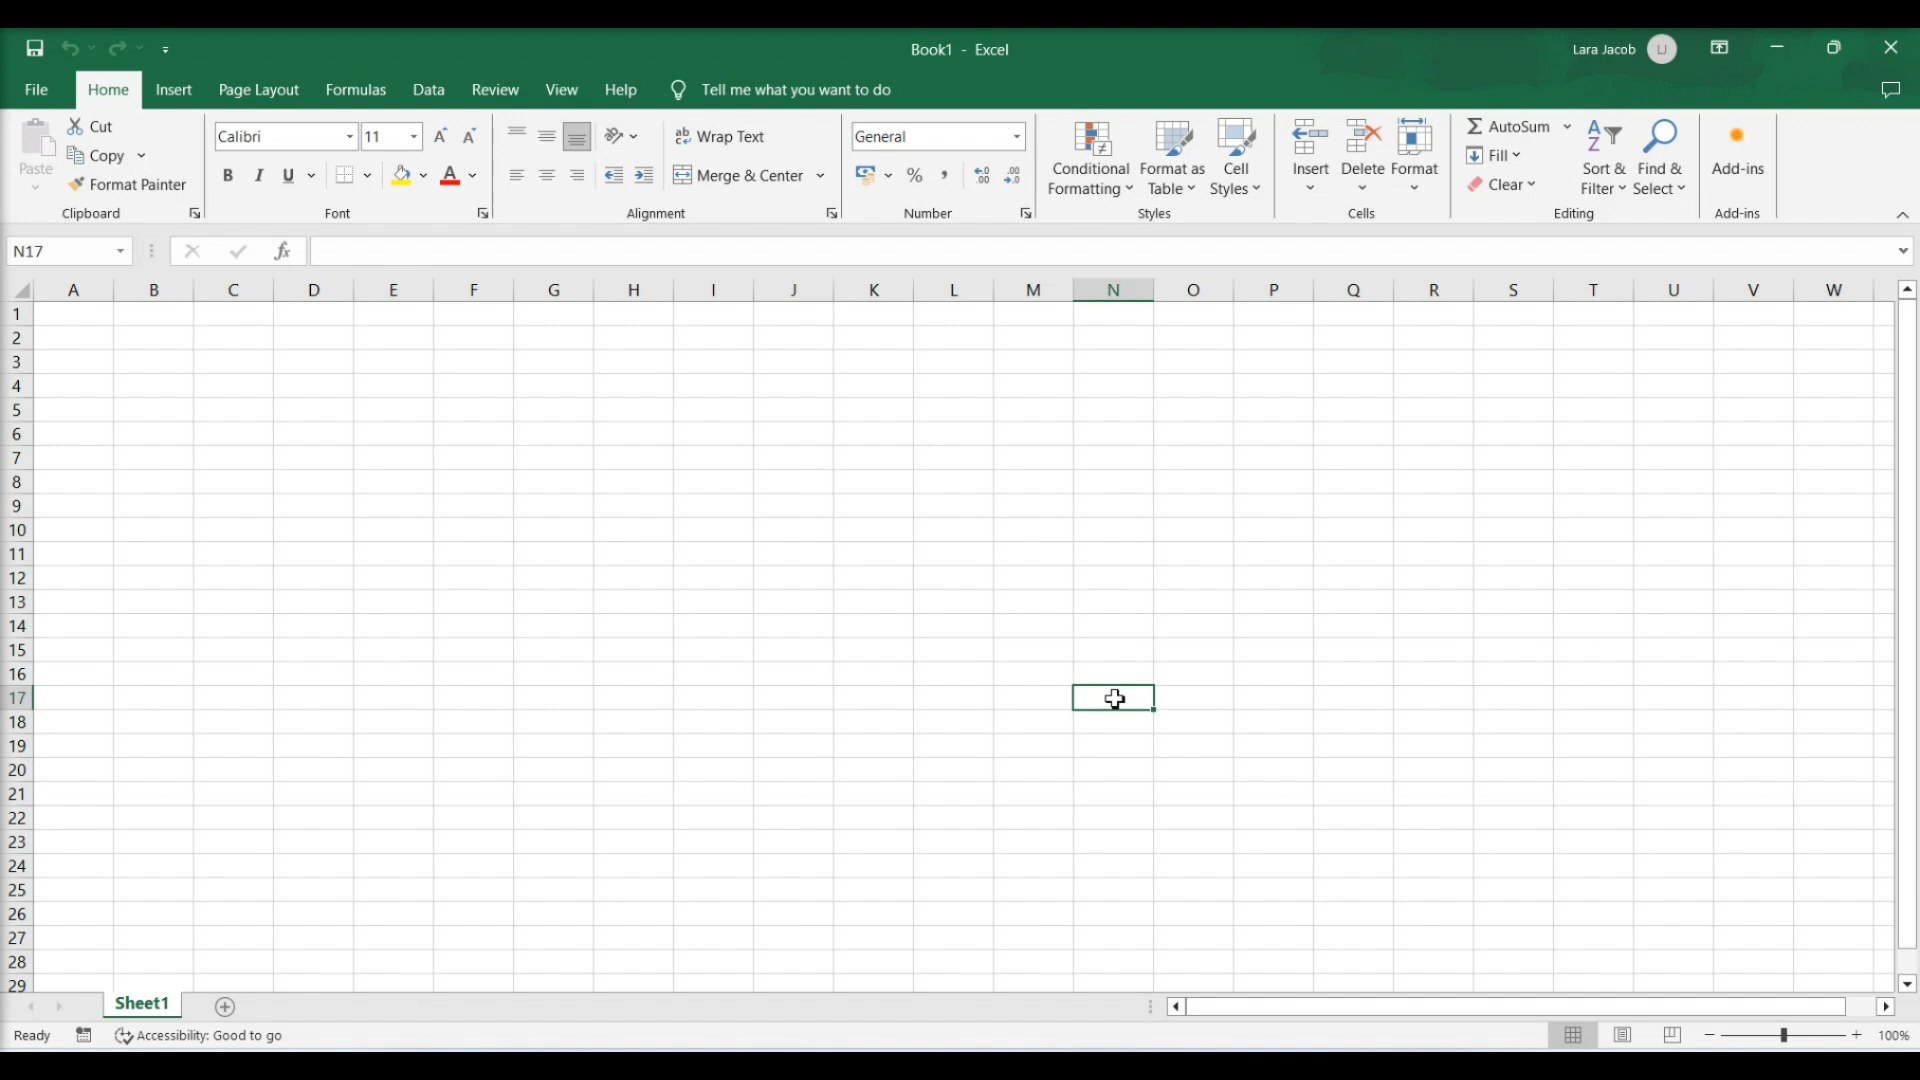 Book1 - Excel
Lara Jacob LJ
File Home Insert Page Layout Formulas Data Review View Help Tell me what you want to do
Paste
Cut
Copy
Format Painter
Clipboard
Calibri 11 A A
B I U A
Font
ab Wrap Text
Merge & Center
Alignment
General
% , .00 .00
Number
Conditional Formatting
Format as Table
Cell Styles
Styles
Insert Delete Format
Cells
Σ AutoSum
Fill
Clear
Sort & Filter
Find & Select
Editing
Add-ins
Add-ins
N17 fx
A B C D E F G H I J K L M N O P Q R S T U V W
1
2
3
4
5
6
7
8
9
10
11
12
13
14
15
16
17
18
19
20
21
22
23
24
25
26
27
28
29
Sheet1
Ready Accessibility: Good to go 100%